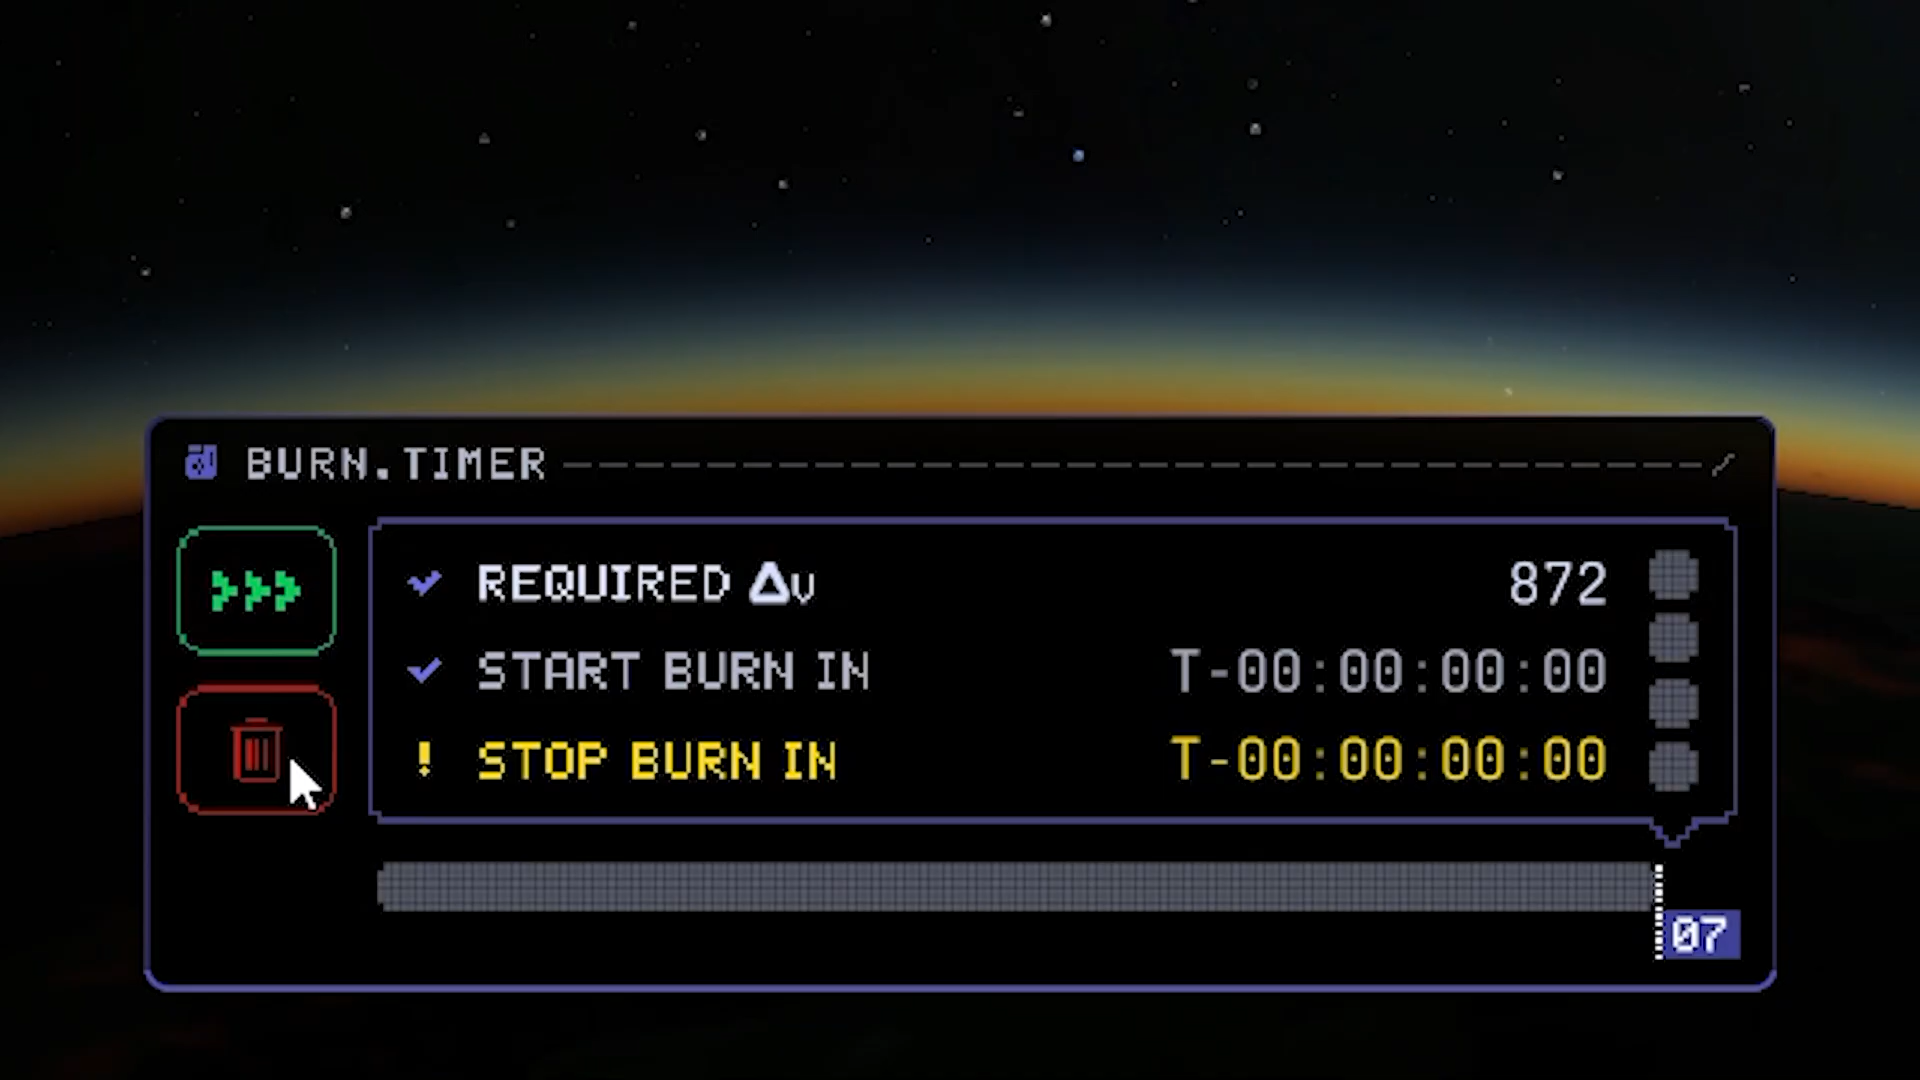 BURN.TIMER
REQUIRED Δv 872
START BURN IN T-00:00:00:00
STOP BURN IN T-00:00:00:00
07